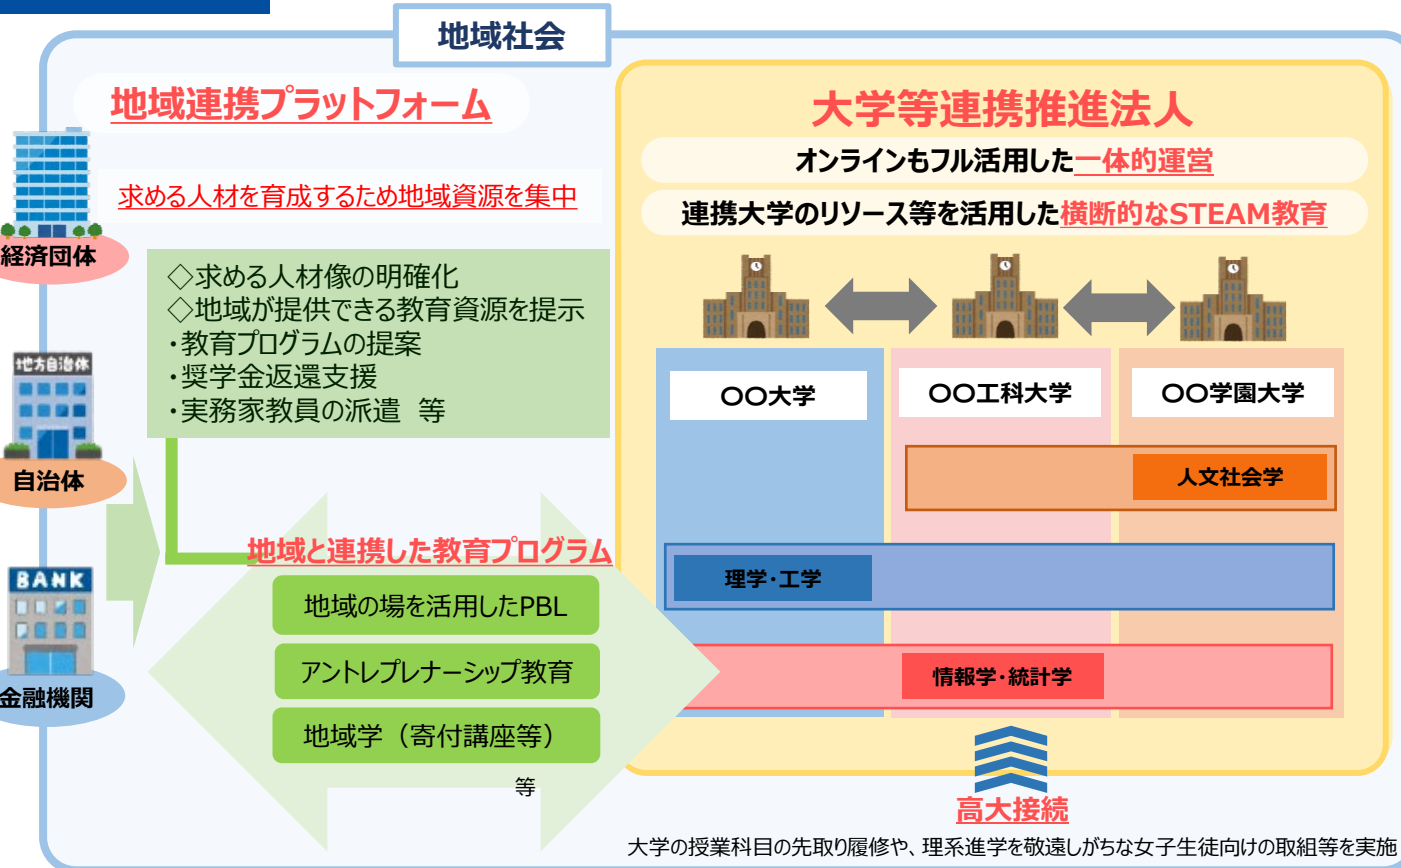 地域社会
地域連携プラットフォーム
求める人材を育成するため地域資源を集中
経済団体
◇求める人材像の明確化
◇地域が提供できる教育資源を提示
・教育プログラムの提案
・奨学金返還支援
・実務家教員の派遣 等
地方自治体
自治体
BANK
金融機関
地域と連携した教育プログラム
地域の場を活用したPBL
アントレプレナーシップ教育
地域学（寄付講座等）
等
大学等連携推進法人
オンラインもフル活用した一体的運営
連携大学のリソース等を活用した横断的なSTEAM教育
〇〇大学
〇〇工科大学
〇〇学園大学
人文社会学
理学・工学
情報学・統計学
高大接続
大学の授業科目の先取り履修や、理系進学を敬遠しがちな女子生徒向けの取組等を実施